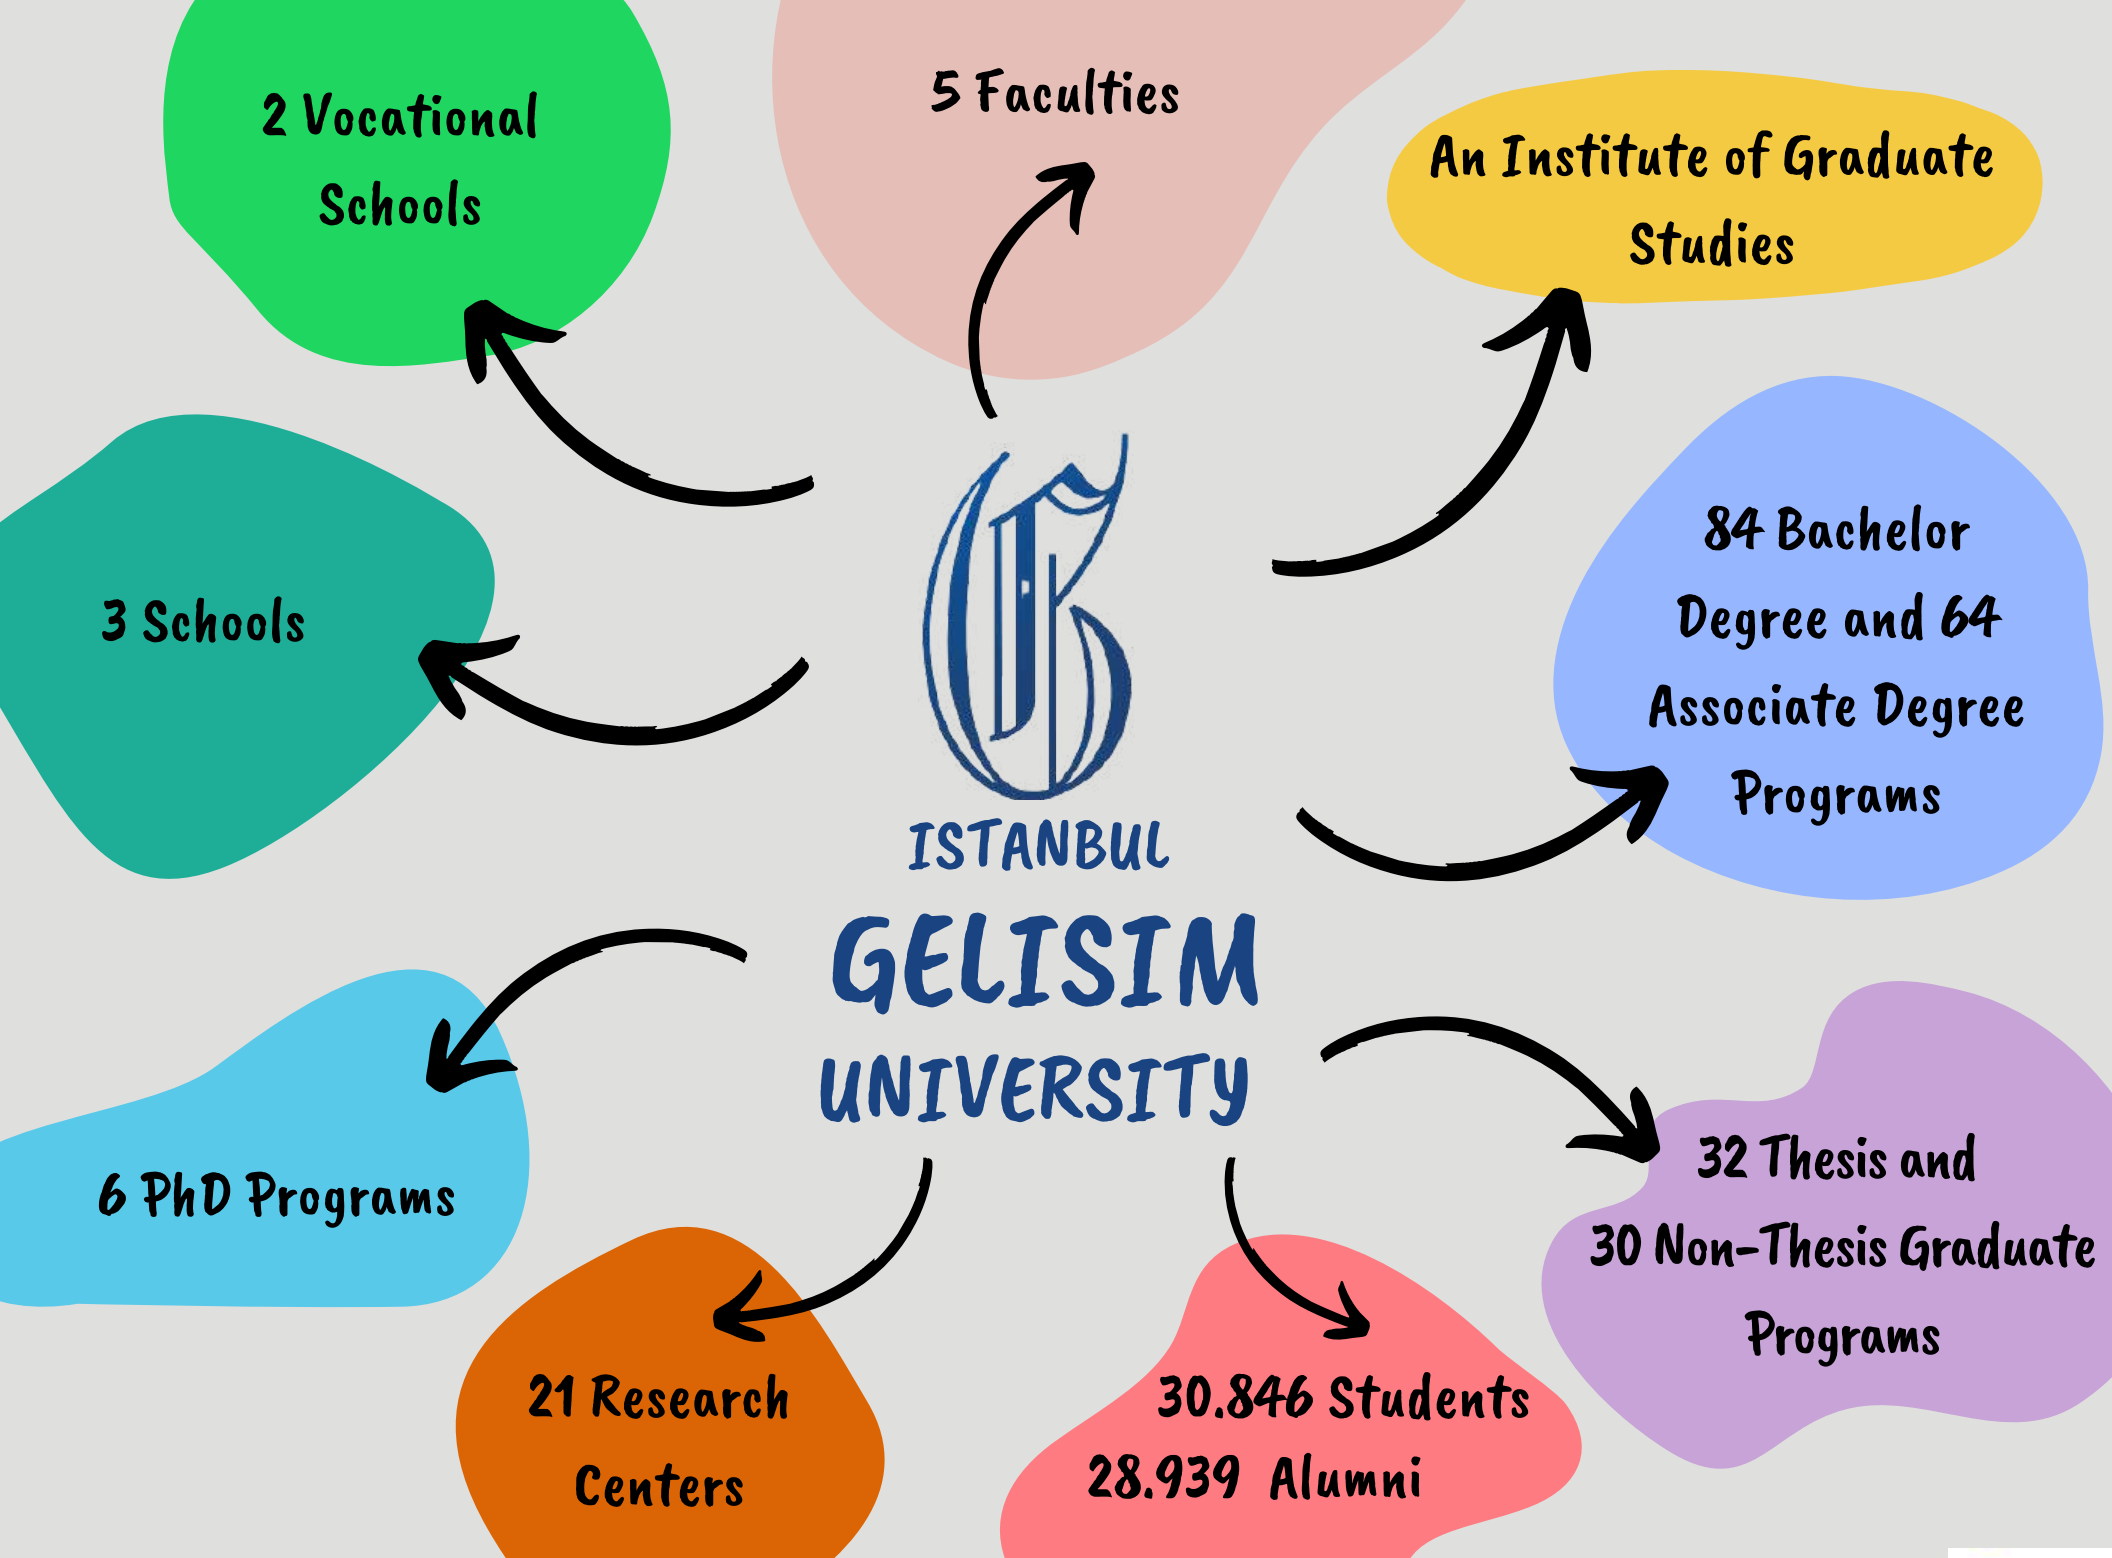 2 Vocational
Schools
5 Faculties
An Institute of Graduate
Studies
3 Schools
84 Bachelor
Degree and 64
Associate Degree
Programs
ISTANBUL
GELISIM
UNIVERSITY
6 PhD Programs
32 Thesis and
30 Non-Thesis Graduate
Programs
21 Research
Centers
30.846 Students
28.939 Alumni